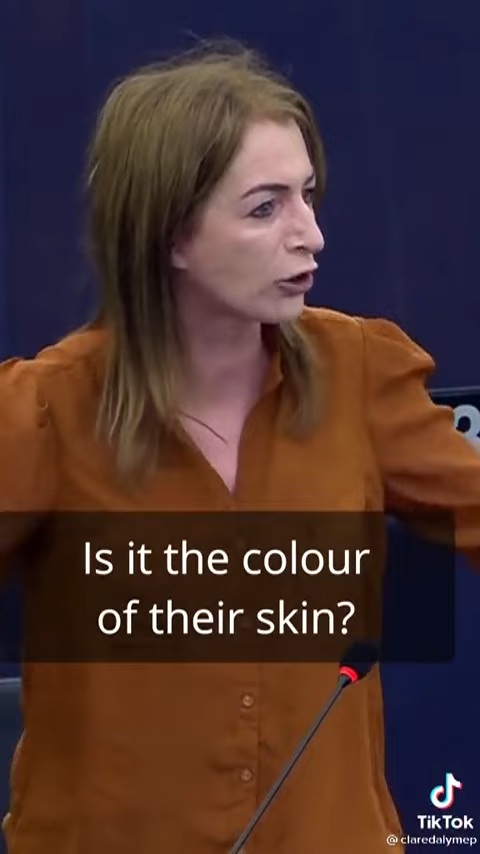 Is it the colour
of their skin?
TikTok
@claredalymep